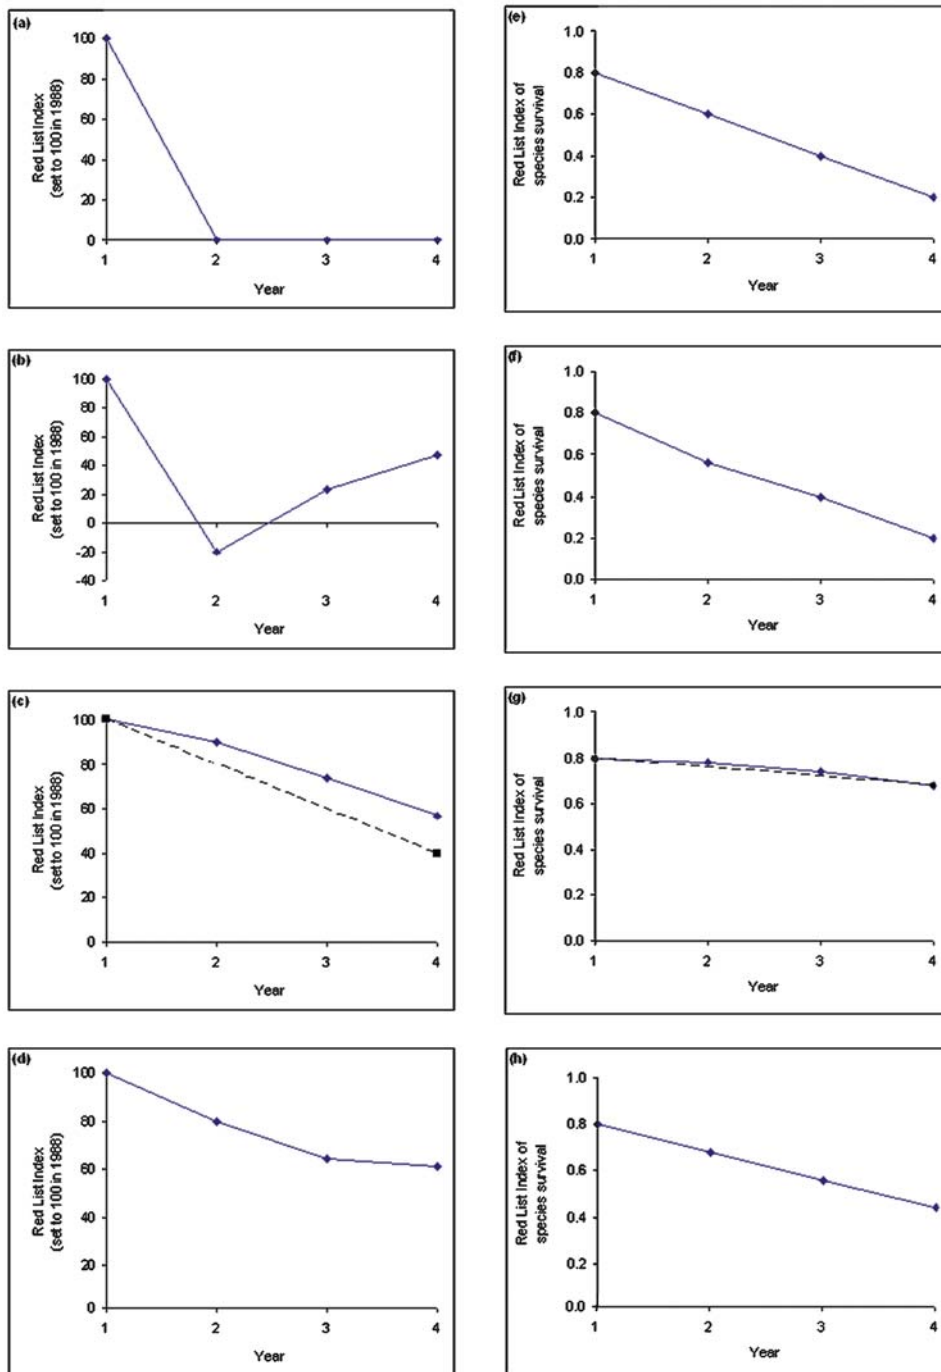 (a)
Red List Index
(set to 100 in 1988)
100
80
60
40
20
0
1 2 3 4
Year
(e)
Red List Index of
species survival
1.0
0.8
0.6
0.4
0.2
0.0
1 2 3 4
Year
(b)
Red List Index
(set to 100 in 1988)
100
80
60
40
20
0
-20
-40
1 2 3 4
Year
(f)
Red List Index of
species survival
1.0
0.8
0.6
0.4
0.2
0.0
1 2 3 4
Year
(c)
Red List Index
(set to 100 in 1988)
100
80
60
40
20
0
1 2 3 4
Year
(g)
Red List Index of
species survival
1.0
0.8
0.6
0.4
0.2
0.0
1 2 3 4
Year
(d)
Red List Index
(set to 100 in 1988)
100
80
60
40
20
0
1 2 3 4
Year
(h)
Red List Index of
species survival
1.0
0.8
0.6
0.4
0.2
0.0
1 2 3 4
Year